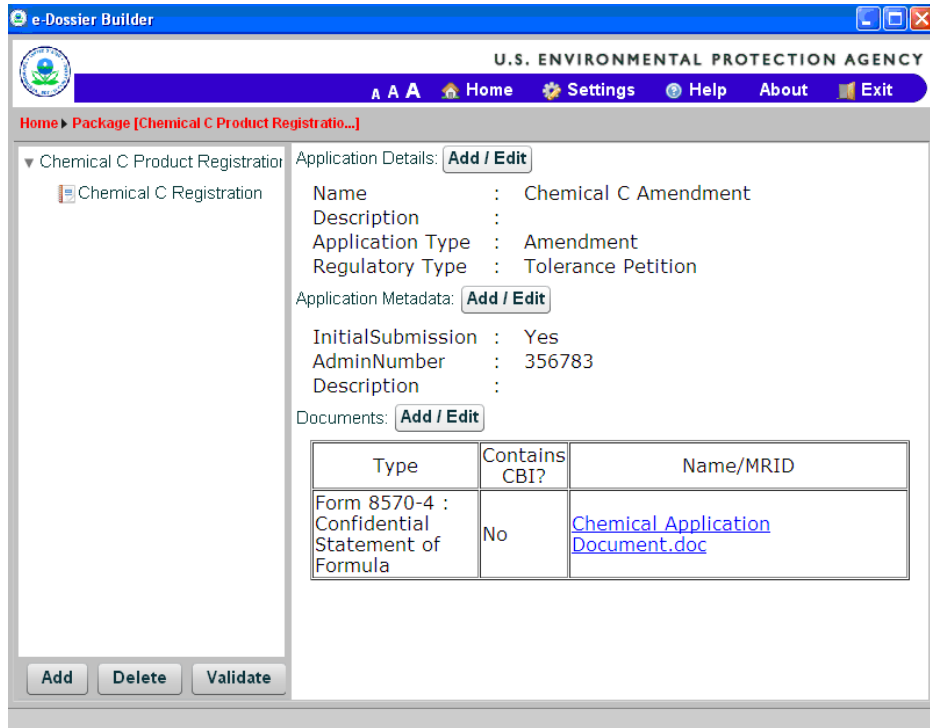 e-Dossier Builder
U.S. ENVIRONMENTAL PROTECTION AGENCY
A A A Home Settings Help About Exit
Home Package [Chemical C Product Registratio...]
Chemical C Product Registration
Chemical C Registration
Application Details: Add / Edit
Name : Chemical C Amendment
Description :
Application Type : Amendment
Regulatory Type : Tolerance Petition
Application Metadata: Add / Edit
InitialSubmission : Yes
AdminNumber : 356783
Description :
Documents: Add / Edit
Type
Contains
CBI?
Name/MRID
Form 8570-4 :
Confidential
Statement of
Formula
No
Chemical Application
Document.doc
Add Delete Validate